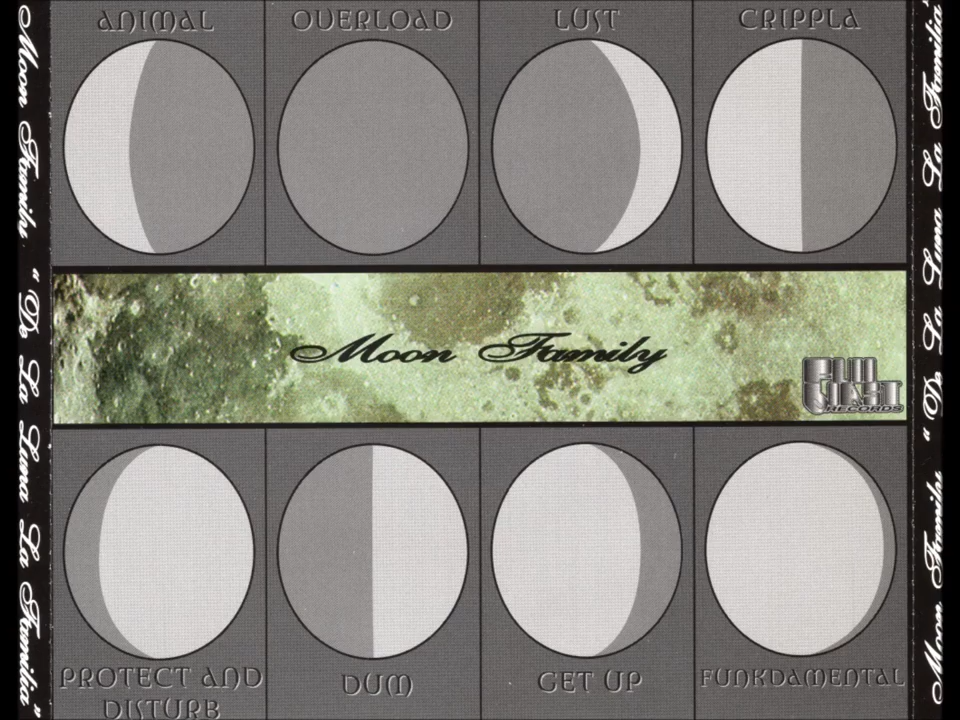 Moon Family " De La Luna La Familia "
ANIMAL
OVERLOAD
LUST
CRIPPLA
Moon Family
RECORDS
PROTECT AND
DISTURB
DUM
GET UP
FUNKDAMENTAL
Moon Family " De La Luna La Familia "